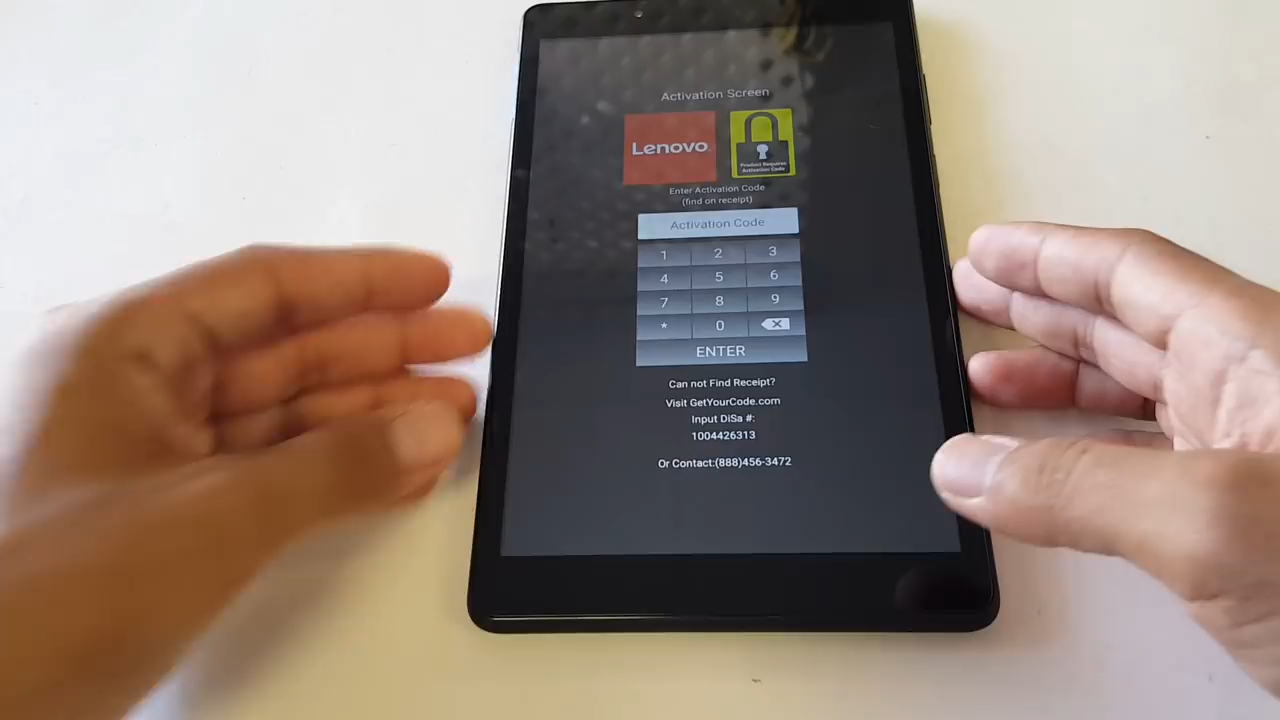 Activation Screen
Lenovo
Product Requires
Activation Code
Enter Activation Code
(find on receipt)
Activation Code
1 2 3
4 5 6
7 8 9
* 0
ENTER
Can not Find Receipt?
Visit GetYourCode.com
Input DiSa #:
1004426313
Or Contact:(888)456-3472